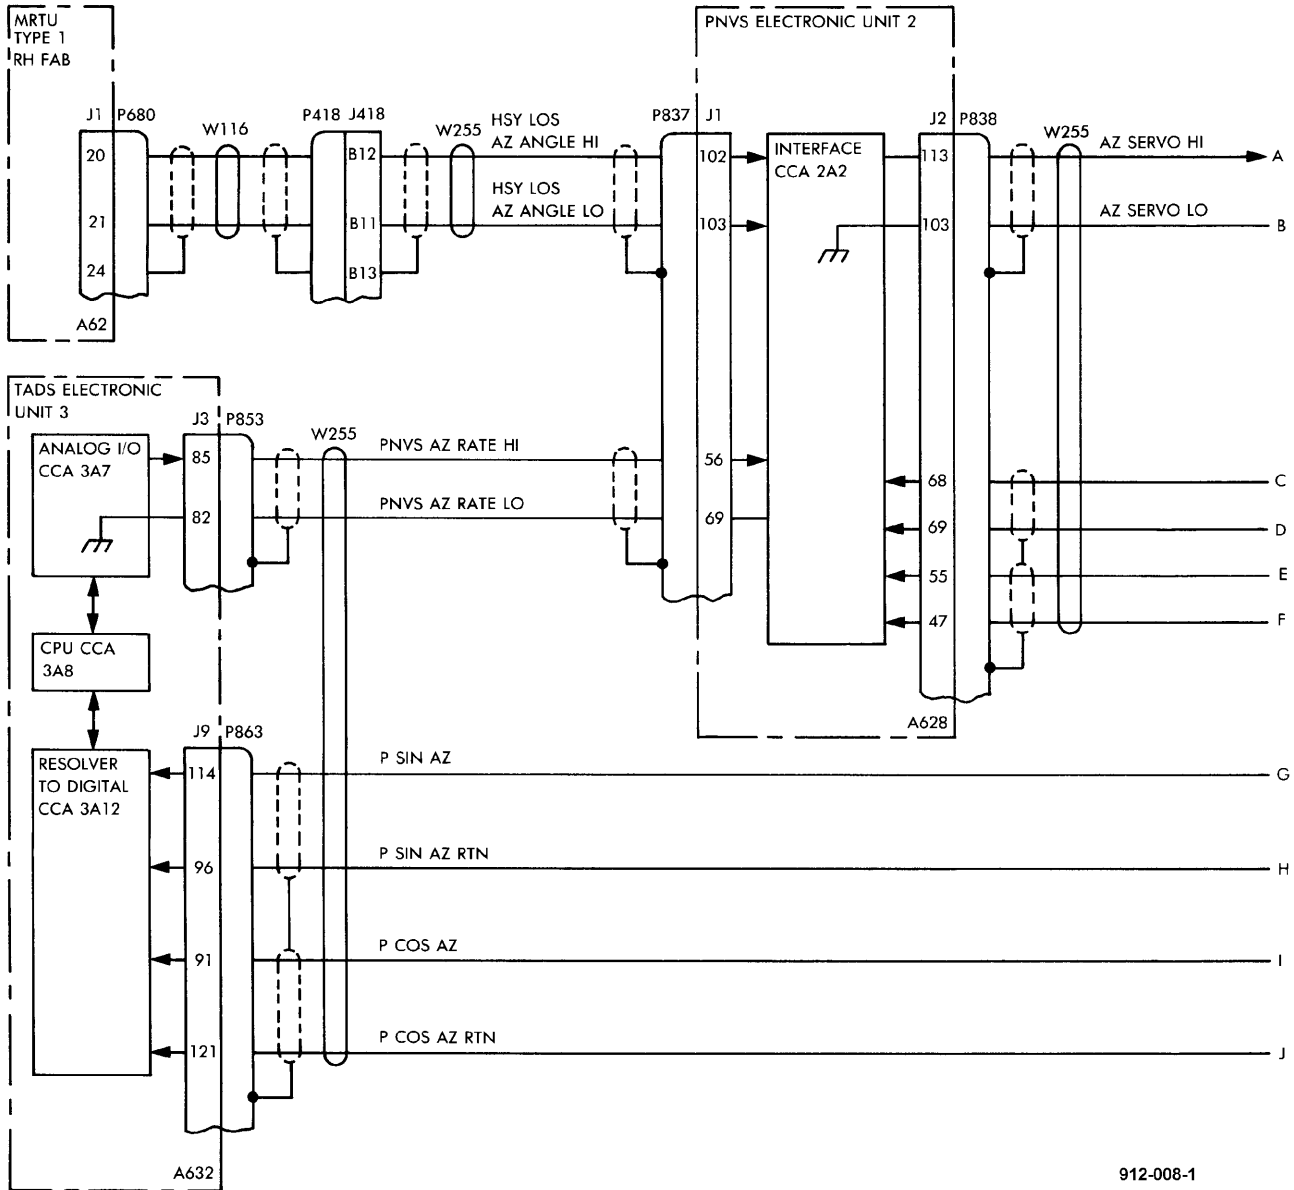 MRTU
TYPE 1
RH FAB
J1 P680
W116
P418 J418
W255
HSY LOS
AZ ANGLE HI
HSY LOS
AZ ANGLE LO
20
21
24
B12
B11
B13
A62
PNVS ELECTRONIC UNIT 2
P837 J1
102
103
56
69
INTERFACE
CCA 2A2
J2 P838
W255
113
103
68
69
55
47
A628
AZ SERVO HI
A
AZ SERVO LO
B
C
D
E
F
TADS ELECTRONIC
UNIT 3
ANALOG I/O
CCA 3A7
J3 P853
W255
85
82
PNVS AZ RATE HI
PNVS AZ RATE LO
CPU CCA
3A8
RESOLVER
TO DIGITAL
CCA 3A12
J9 P863
114
96
91
121
P SIN AZ
G
P SIN AZ RTN
H
P COS AZ
I
P COS AZ RTN
J
A632
912-008-1